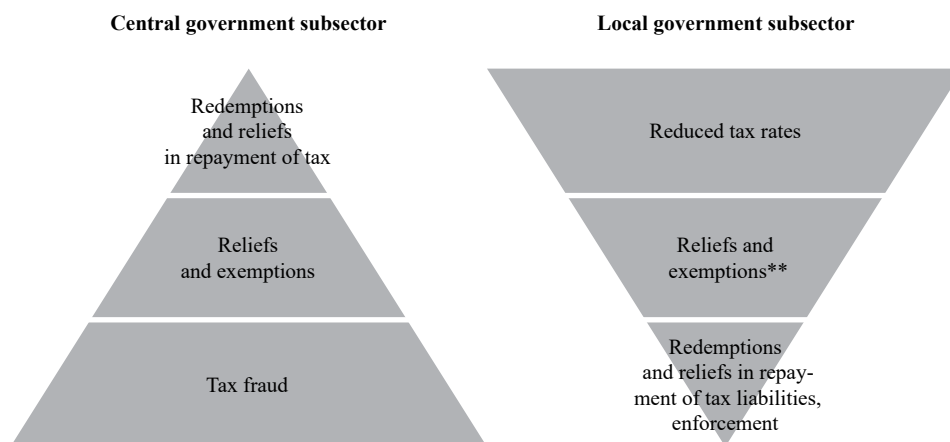 Central government subsector
Redemptions
and reliefs
in repayment of tax
Reliefs
and exemptions
Tax fraud
Local government subsector
Reduced tax rates
Reliefs and
exemptions**
Redemptions
and reliefs in repay-
ment of tax liabilities,
enforcement